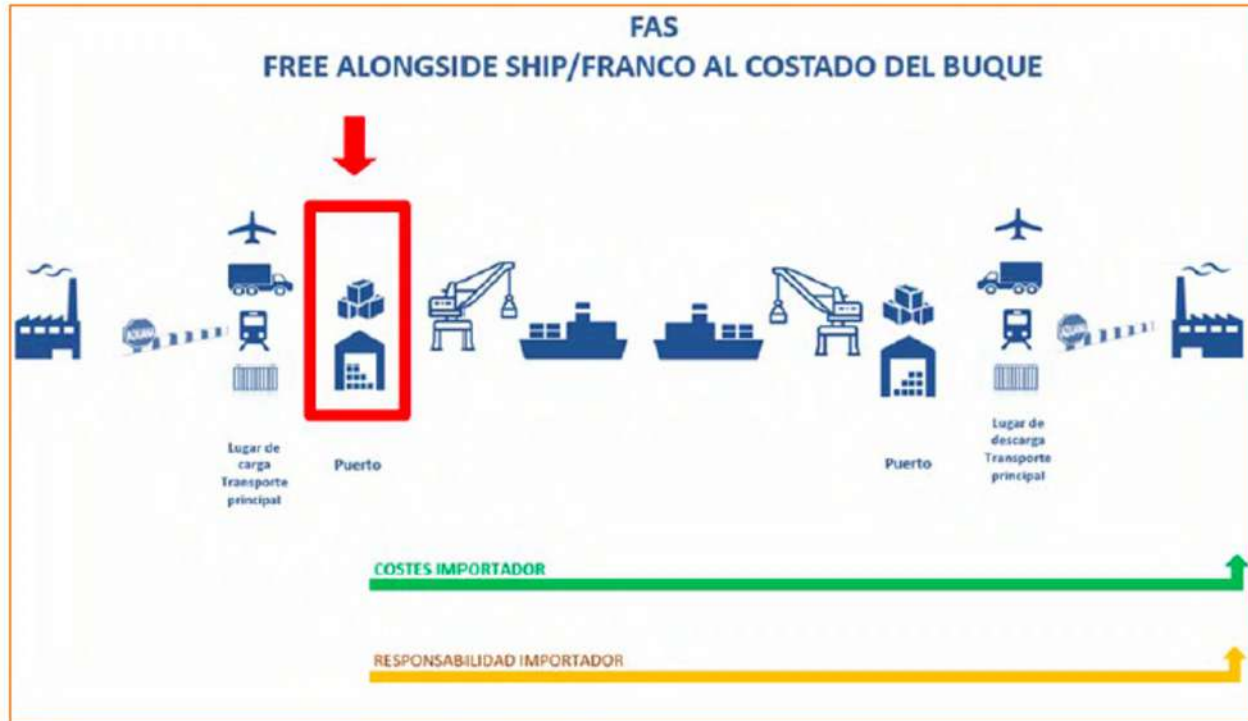 FAS
FREE ALONGSIDE SHIP/FRANCO AL COSTADO DEL BUQUE
Lugar de
carga
Transporte
principal
Puerto
Puerto
Lugar de
descarga
Transporte
principal
COSTES IMPORTADOR
RESPONSABILIDAD IMPORTADOR